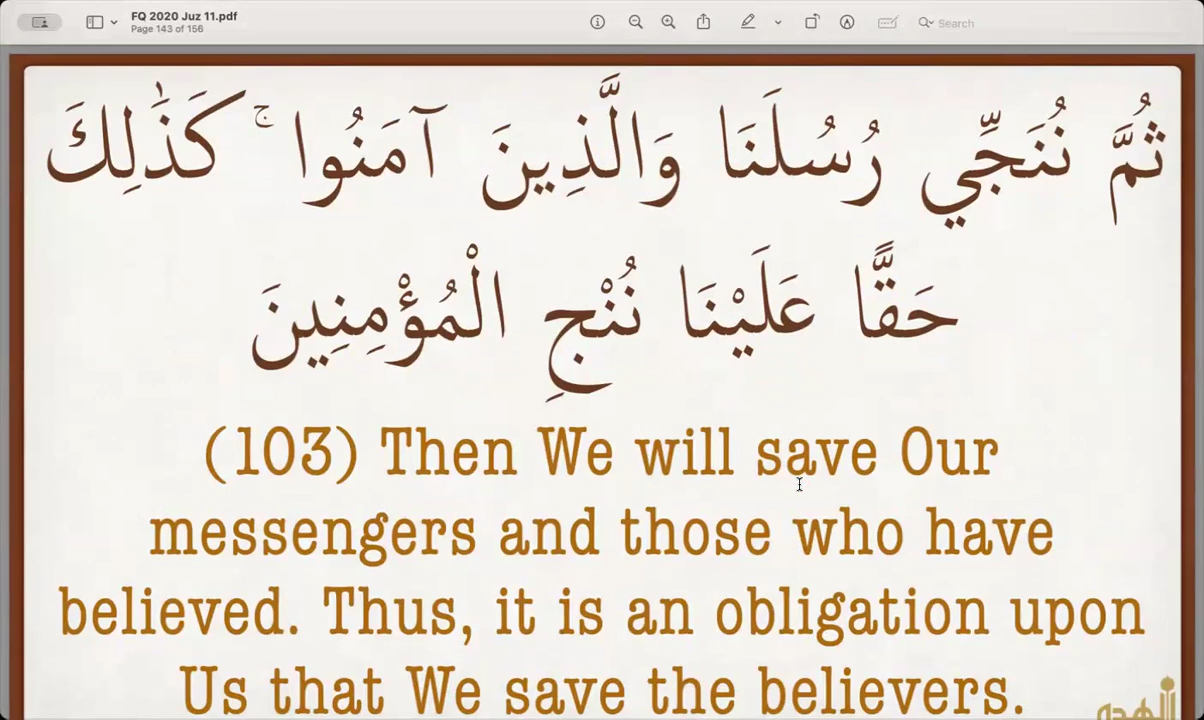 FQ 2020 Juz 11.pdf
Page 143 of 156
Search
ثُمَّ نُنَجِّي رُسُلَنَا وَالَّذِينَ آمَنُوا ۚ كَذَٰلِكَ
حَقًّا عَلَيْنَا نُنْجِ الْمُؤْمِنِينَ
(103) Then We will save Our
messengers and those who have
believed. Thus, it is an obligation upon
Us that We save the believers.